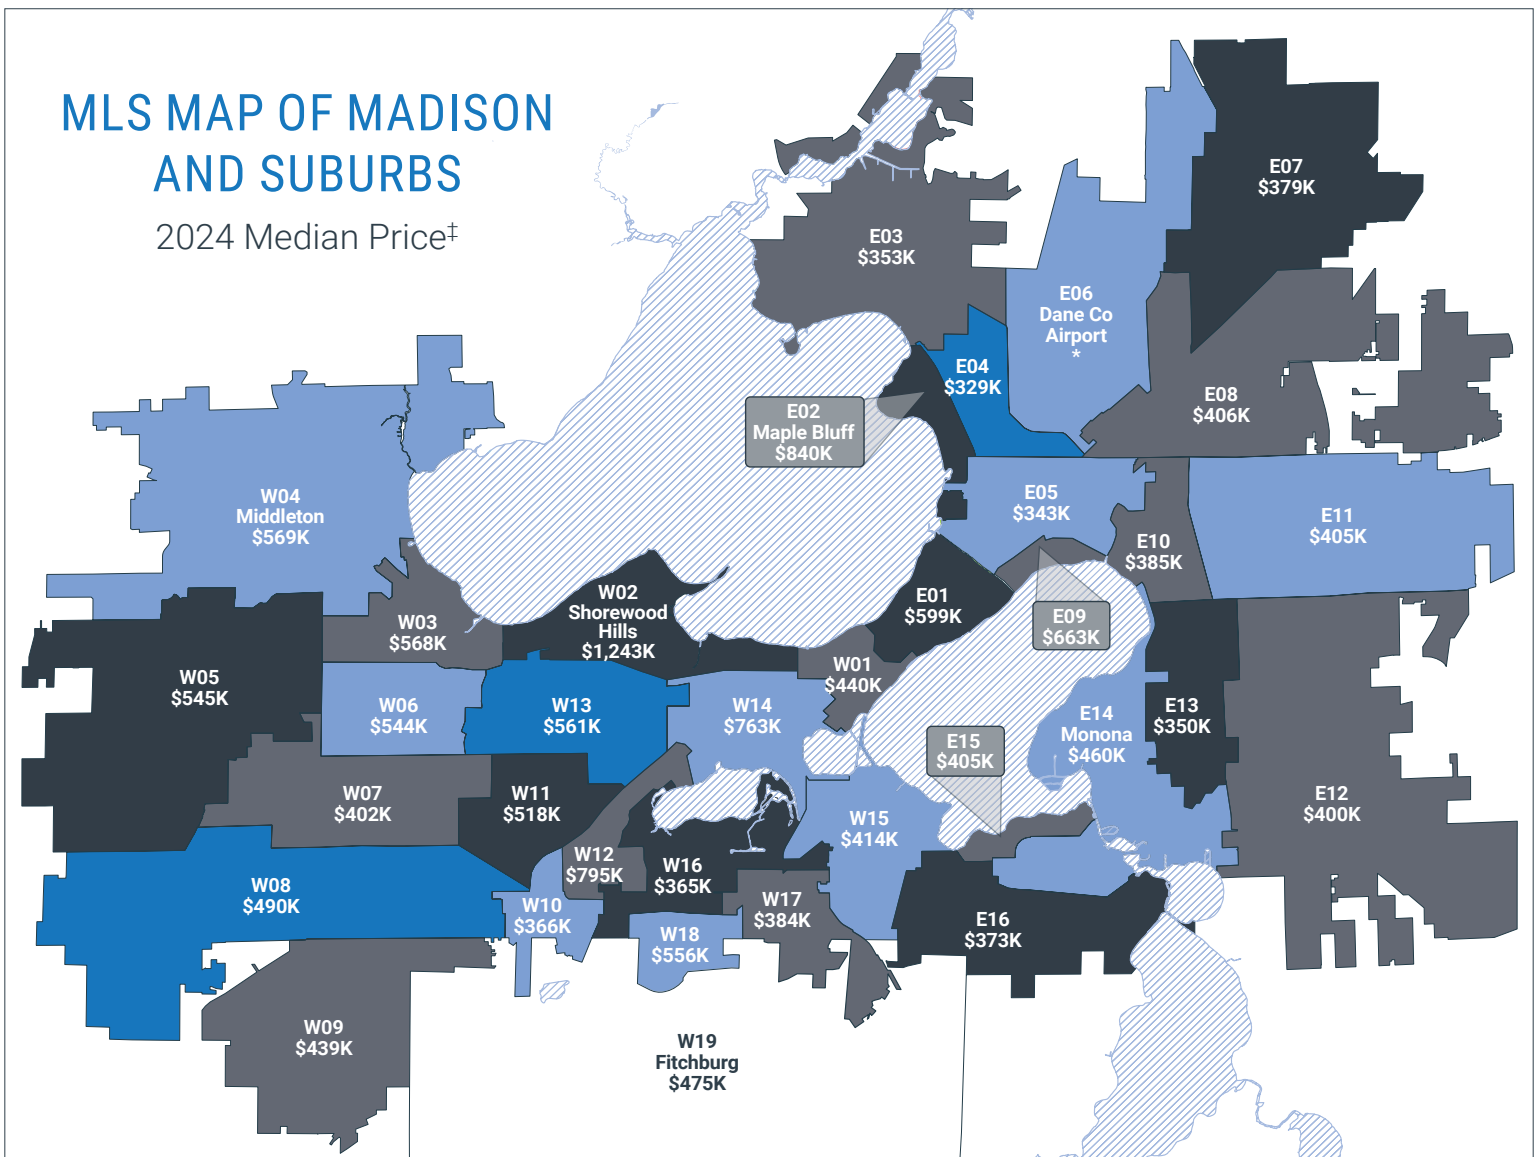 MLS MAP OF MADISON
AND SUBURBS
2024 Median Price‡
E07
$379K
E03
$353K
E06
Dane Co
Airport
*
E04
$329K
E08
$406K
E02
Maple Bluff
$840K
W04
Middleton
$569K
E05
$343K
E11
$405K
E10
$385K
W02
Shorewood
Hills
$1,243K
E01
$599K
E09
$663K
W03
$568K
W01
$440K
W05
$545K
W06
$544K
W13
$561K
W14
$763K
E13
$350K
E14
Monona
$460K
E15
$405K
W07
$402K
W11
$518K
E12
$400K
W15
$414K
W12
$795K
W16
$365K
W08
$490K
W17
$384K
W10
$366K
E16
$373K
W18
$556K
W09
$439K
W19
Fitchburg
$475K